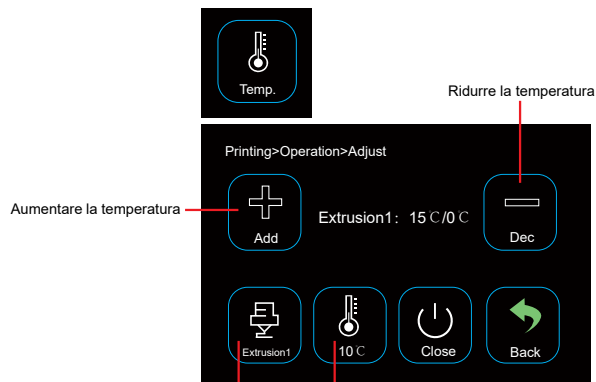 Temp.
Ridurre la temperatura
Printing>Operation>Adjust
Aumentare la temperatura
Add
Extrusion1: 15℃/0℃
Dec
Extrusion1
10℃
Close
Back